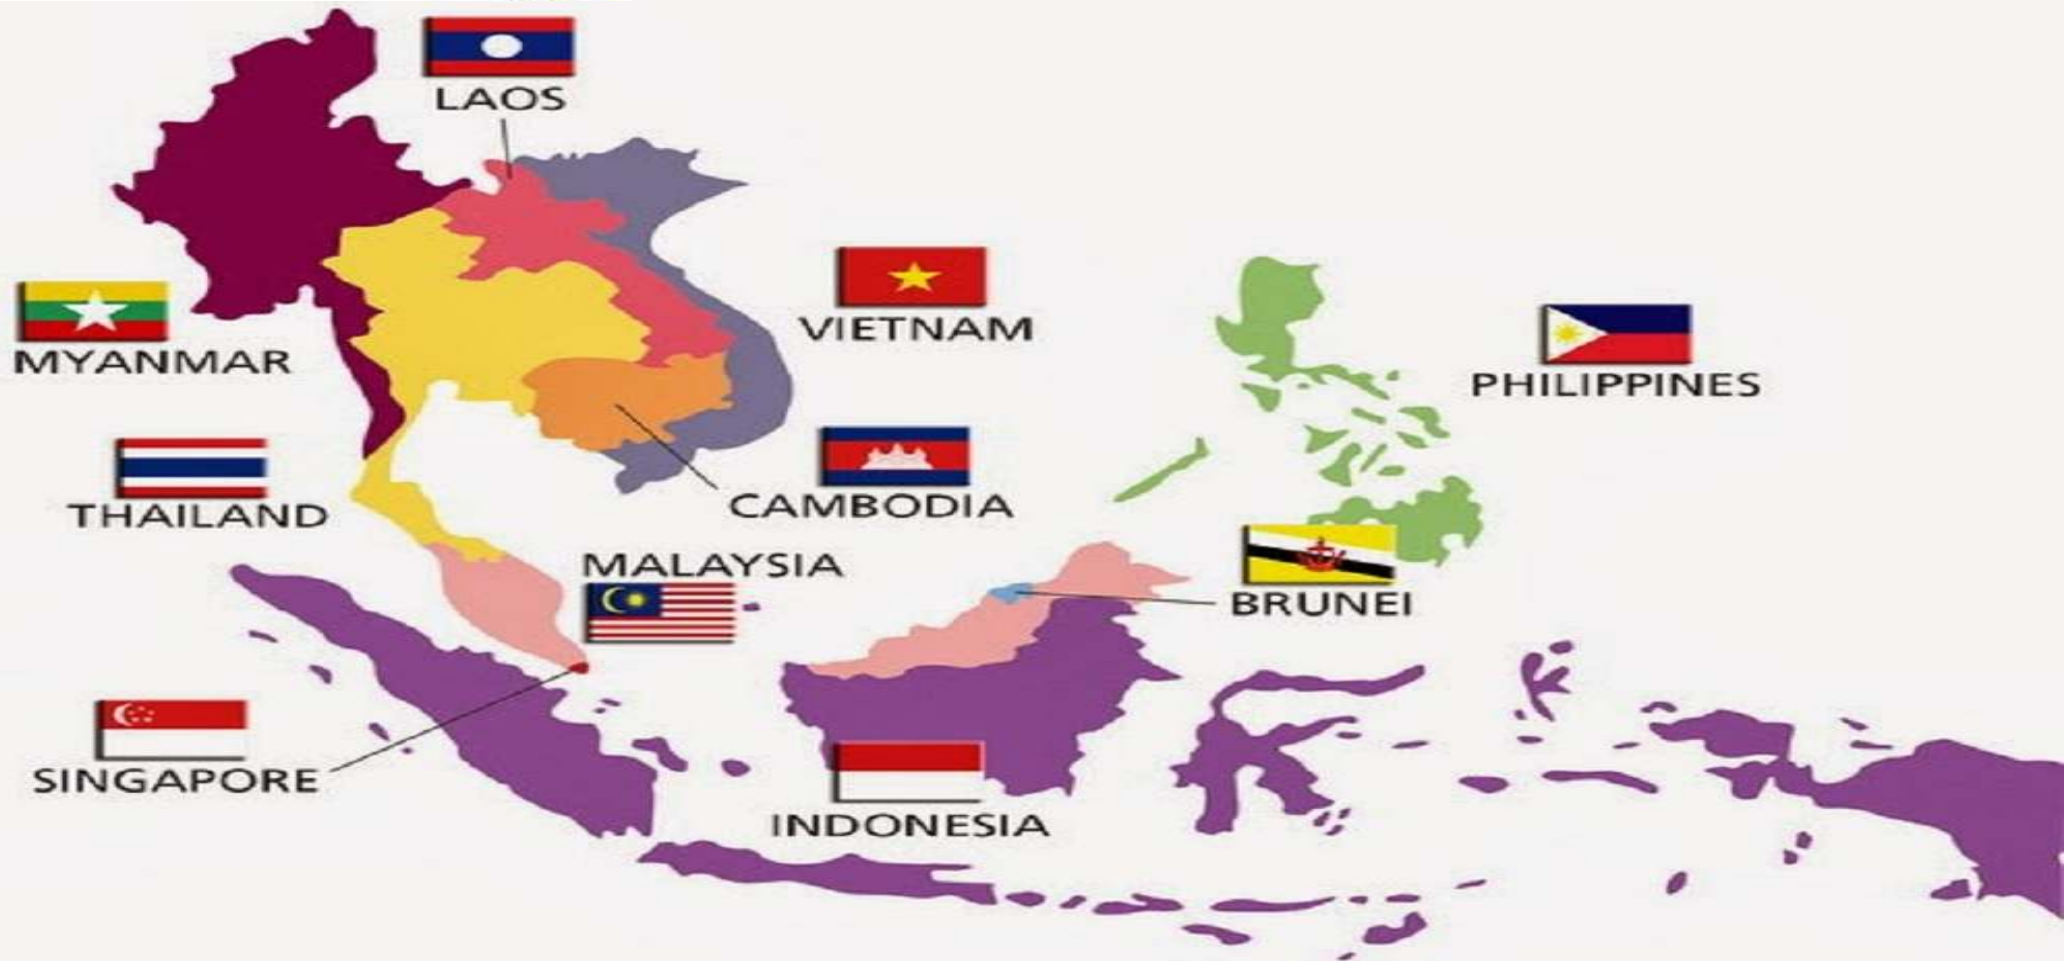 LAOS
VIETNAM
MYANMAR
PHILIPPINES
THAILAND
CAMBODIA
MALAYSIA
BRUNEI
SINGAPORE
INDONESIA